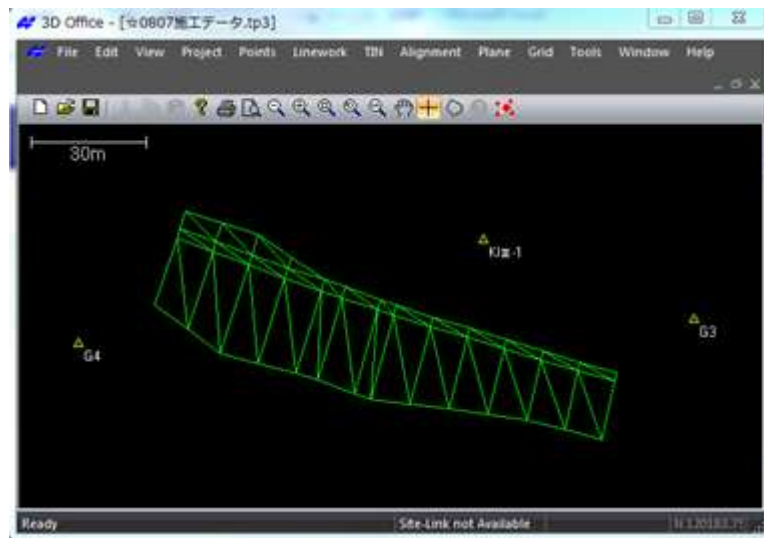 3D Office - [☆0807施工データ.tp3]
File Edit View Project Points Linework TIN Alignment Plane Grid Tools Window Help
30m
G4
G3
Ready
Site-Link not Available